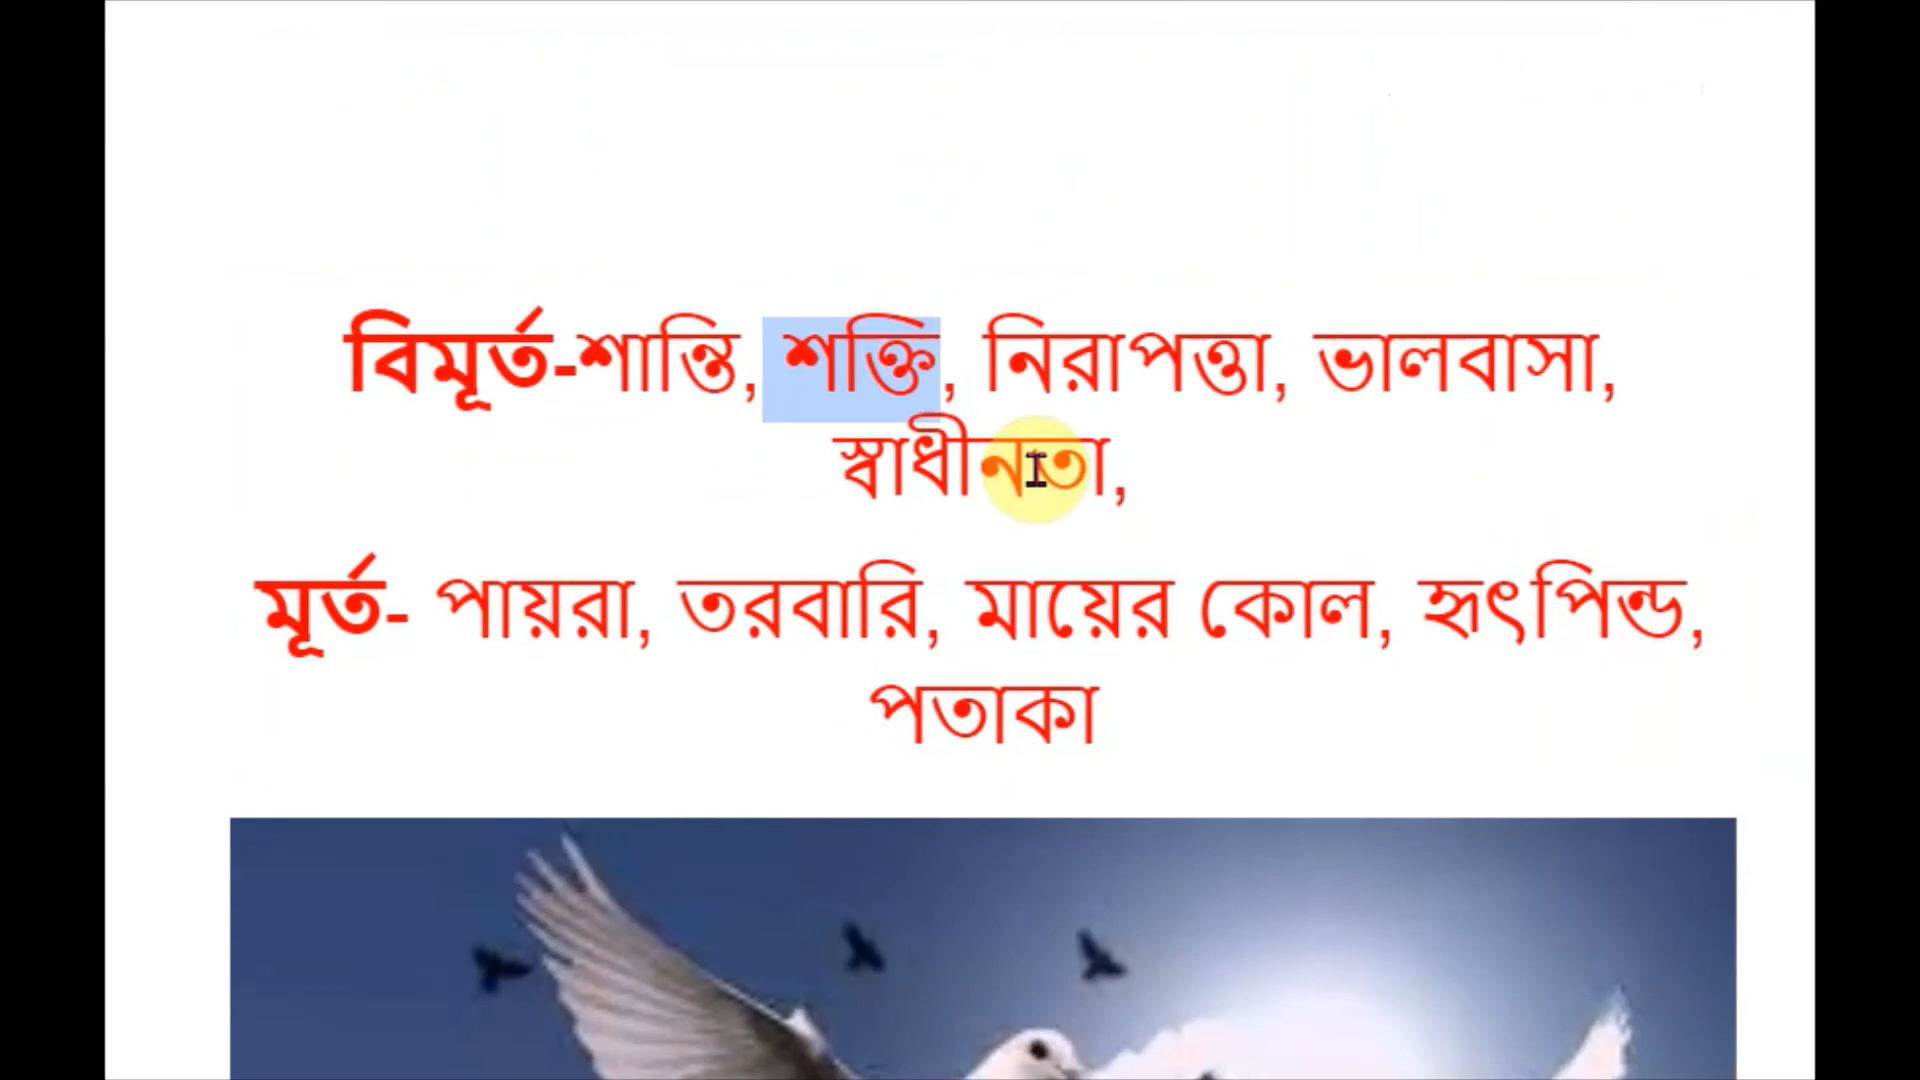 বিমূর্ত-শান্তি, শক্তি, নিরাপত্তা, ভালবাসা,
স্বাধীনতা,
মূর্ত- পায়রা, তরবারি, মায়ের কোল, হৃৎপিন্ড,
পতাকা